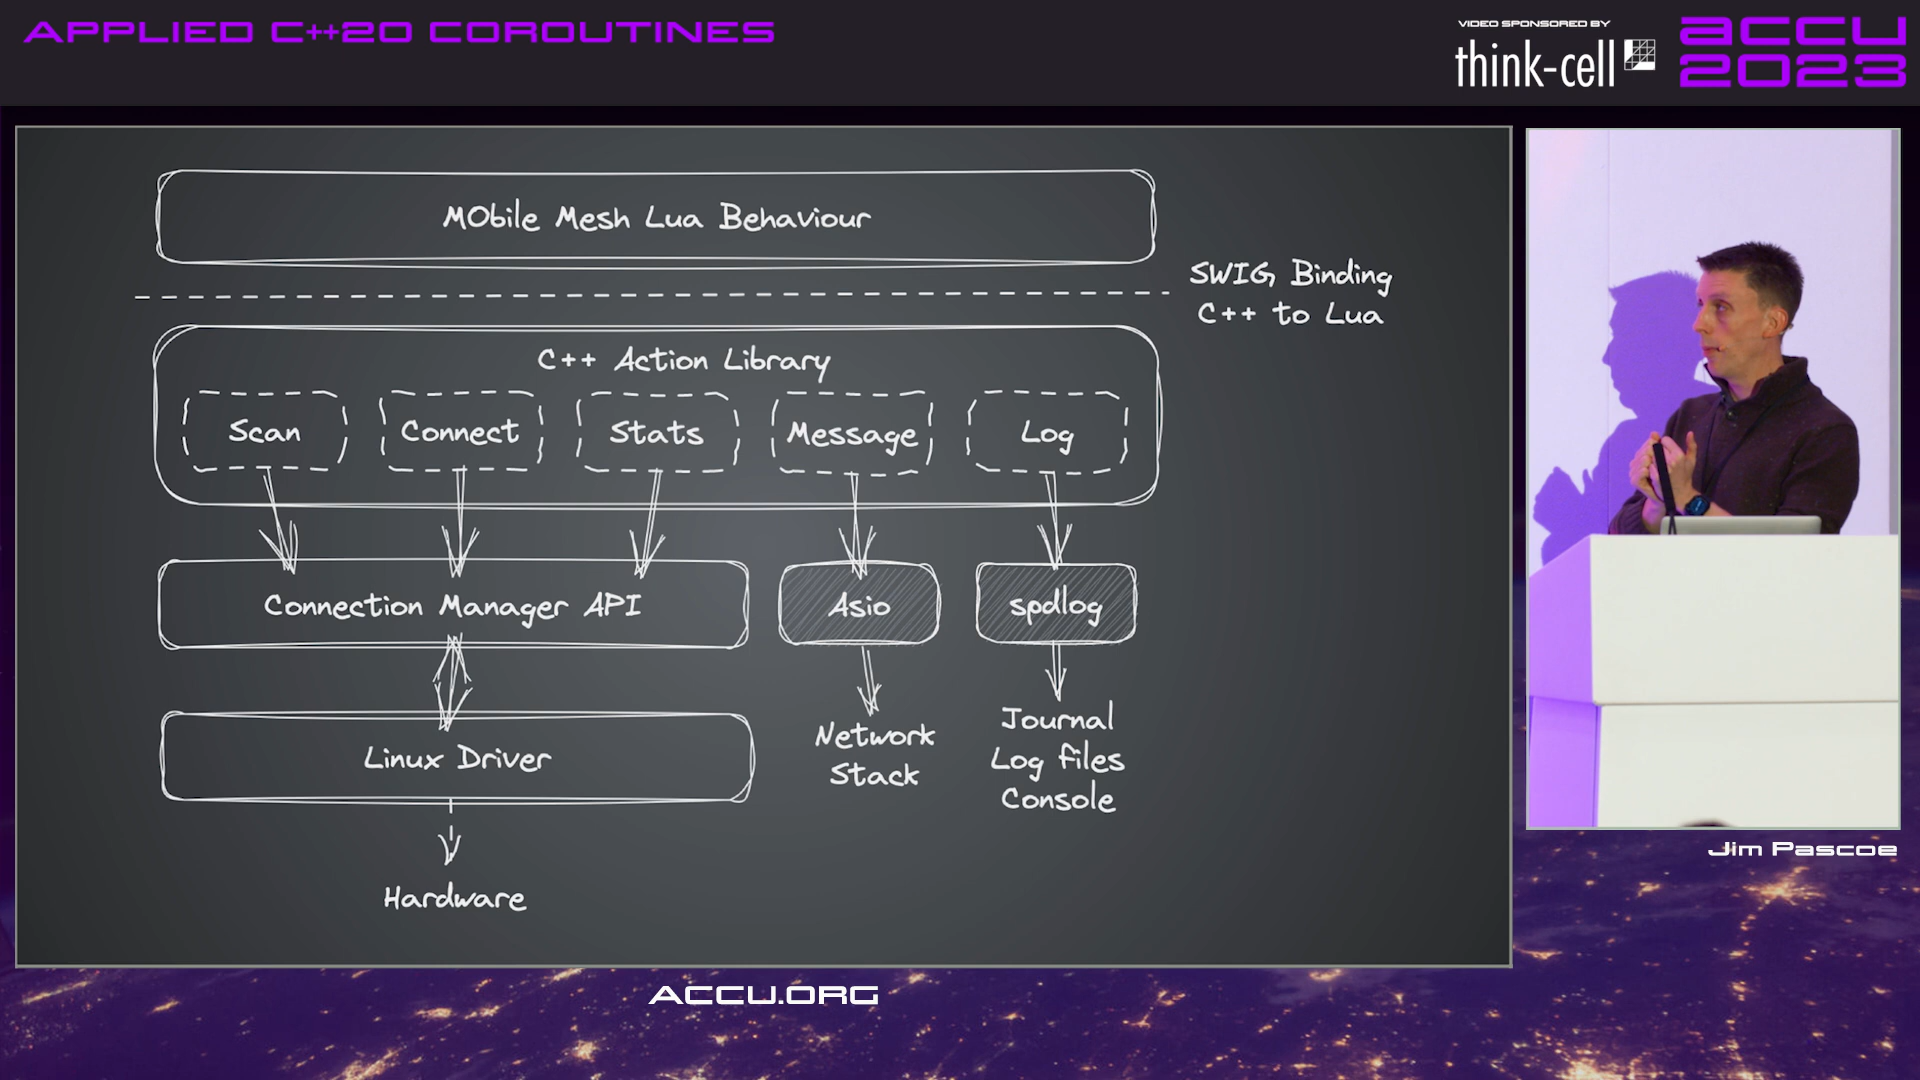 APPLIED C++20 COROUTINES
VIDEO SPONSORED BY
think-cell
accu
2023
MObile Mesh Lua Behaviour
SWIG Binding
C++ to Lua
C++ Action Library
Scan
Connect
Stats
Message
Log
Connection Manager API
Asio
spdlog
Linux Driver
Network
Stack
Journal
Log files
Console
Hardware
Jim Pascoe
ACCU.ORG